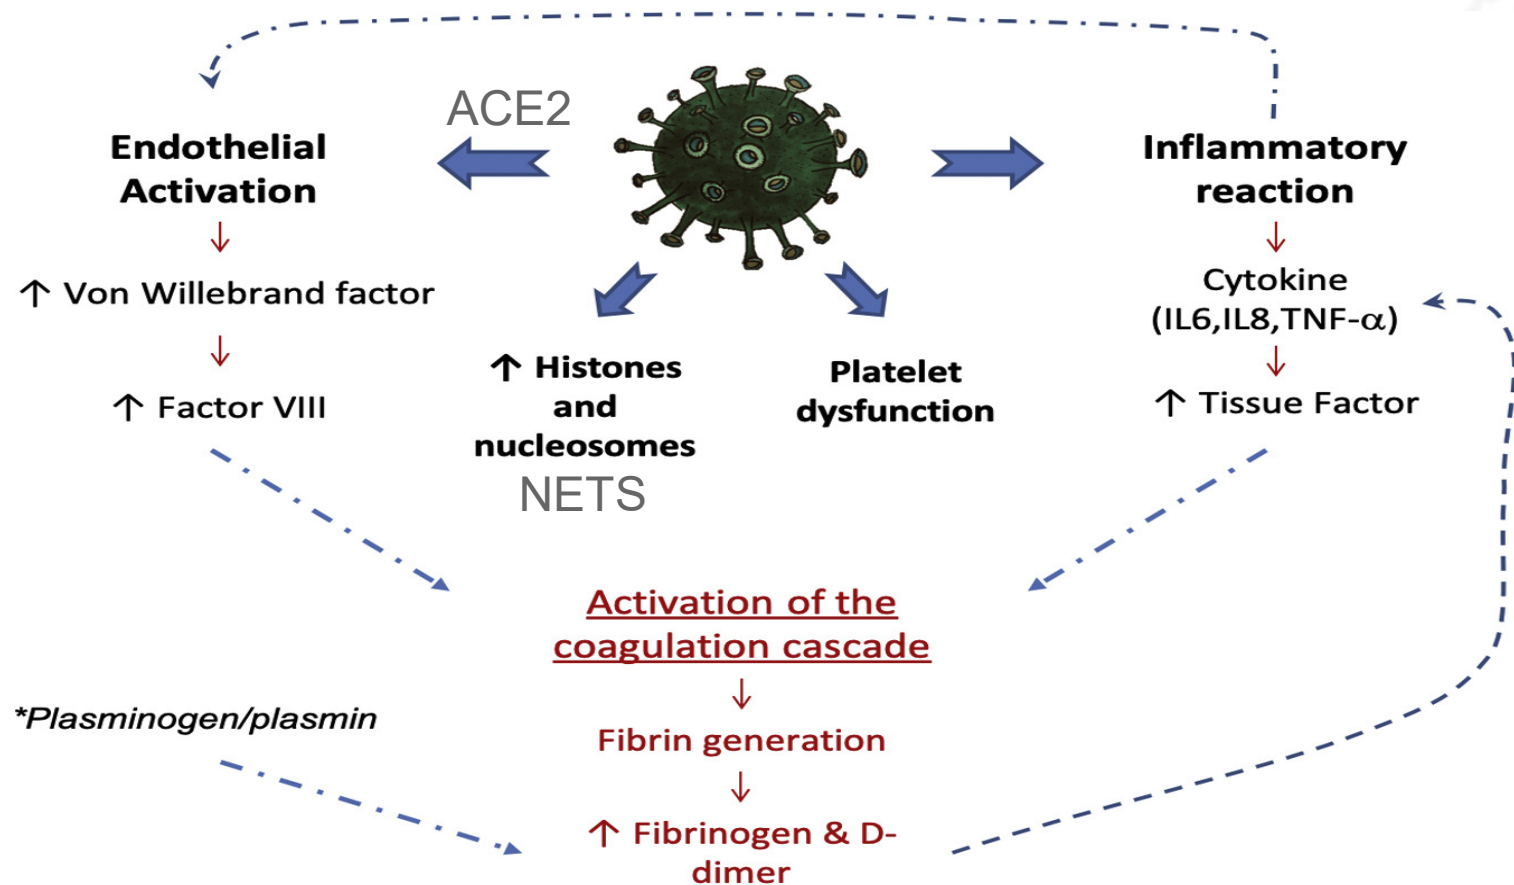 ACE2
Endothelial
Activation
↑ Von Willebrand factor
↑ Factor VIII
↑ Histones
and
nucleosomes
NETS
Platelet
dysfunction
Inflammatory
reaction
Cytokine
(IL6,IL8,TNF-α)
↑ Tissue Factor
Activation of the
coagulation cascade
*Plasminogen/plasmin
Fibrin generation
↑ Fibrinogen & D-
dimer